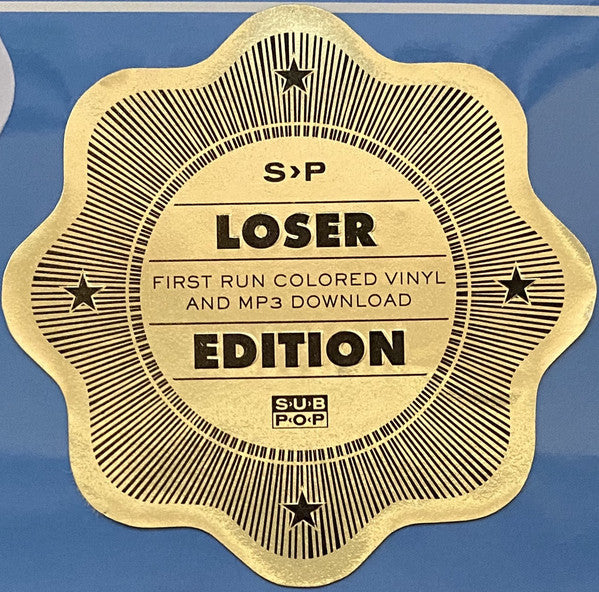 S›P
LOSER
FIRST RUN COLORED VINYL
AND MP3 DOWNLOAD
EDITION
SUB
POP